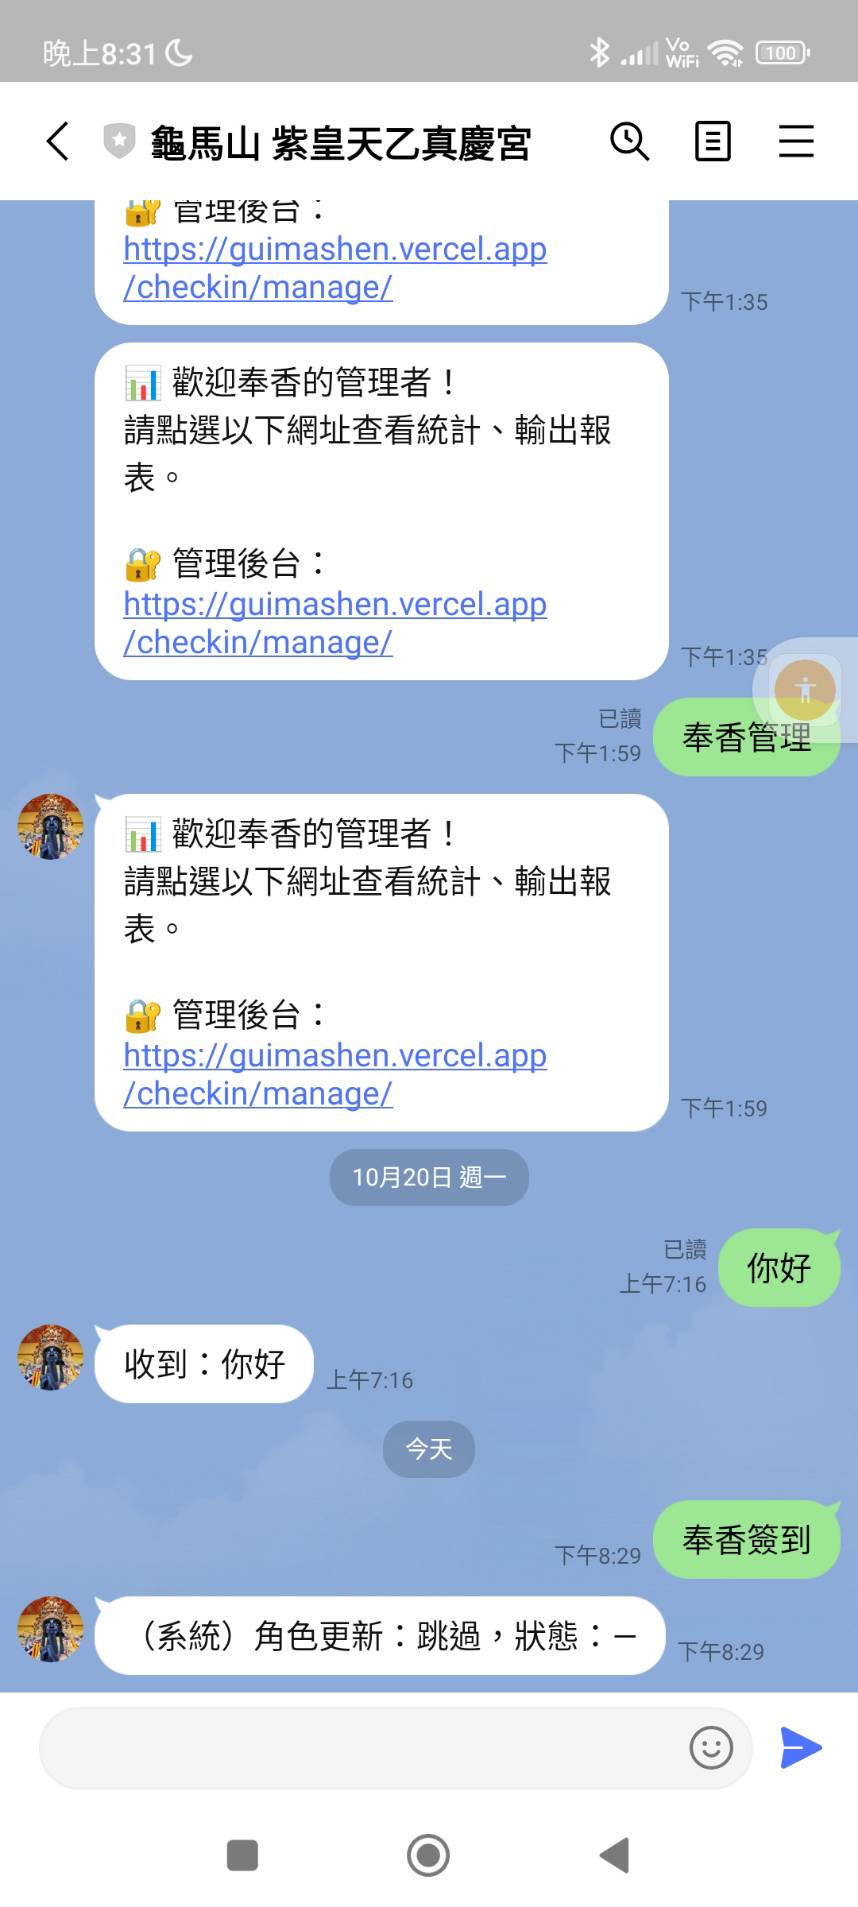 晚上8:31
Vo
WiFi
100
龜馬山 紫皇天乙真慶宮
🔐 管理後台：
https://guimashen.vercel.app
/checkin/manage/
下午1:35
📊 歡迎奉香的管理者！
請點選以下網址查看統計、輸出報
表。
🔐 管理後台：
https://guimashen.vercel.app
/checkin/manage/
下午1:35
已讀
下午1:59
奉香管理
📊 歡迎奉香的管理者！
請點選以下網址查看統計、輸出報
表。
🔐 管理後台：
https://guimashen.vercel.app
/checkin/manage/
下午1:59
10月20日 週一
已讀
上午7:16
你好
收到：你好
上午7:16
今天
下午8:29
奉香簽到
（系統）角色更新：跳過，狀態：—
下午8:29